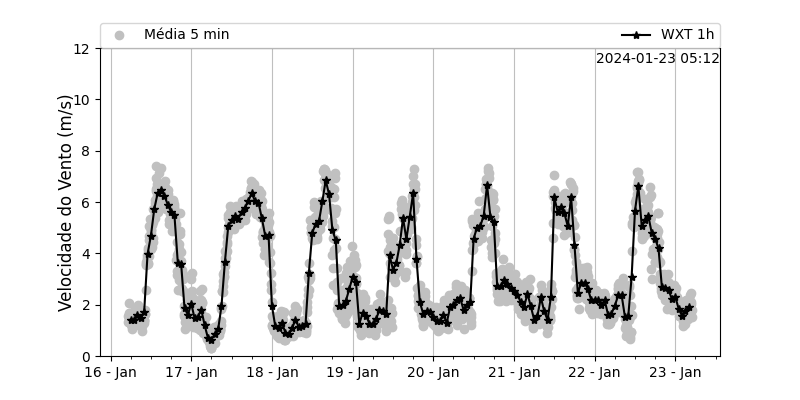 Média 5 min
WXT 1h
2024-01-23 05:12
Velocidade do Vento (m/s)
12
10
8
6
4
2
0
16 - Jan
17 - Jan
18 - Jan
19 - Jan
20 - Jan
21 - Jan
22 - Jan
23 - Jan